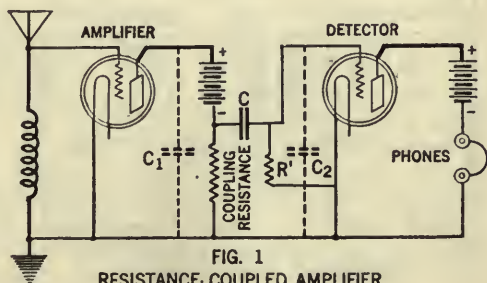 AMPLIFIER
DETECTOR
+
+
-
C
-
C1
COUPLING
RESISTANCE
R'
C2
PHONES
FIG. 1
RESISTANCE COUPLED AMPLIFIER